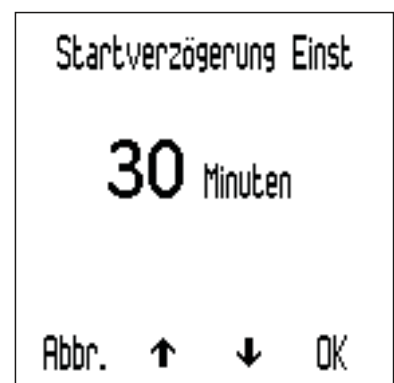 Startverzögerung Einst
30 Minuten
Abbr. ↑ ↓ OK